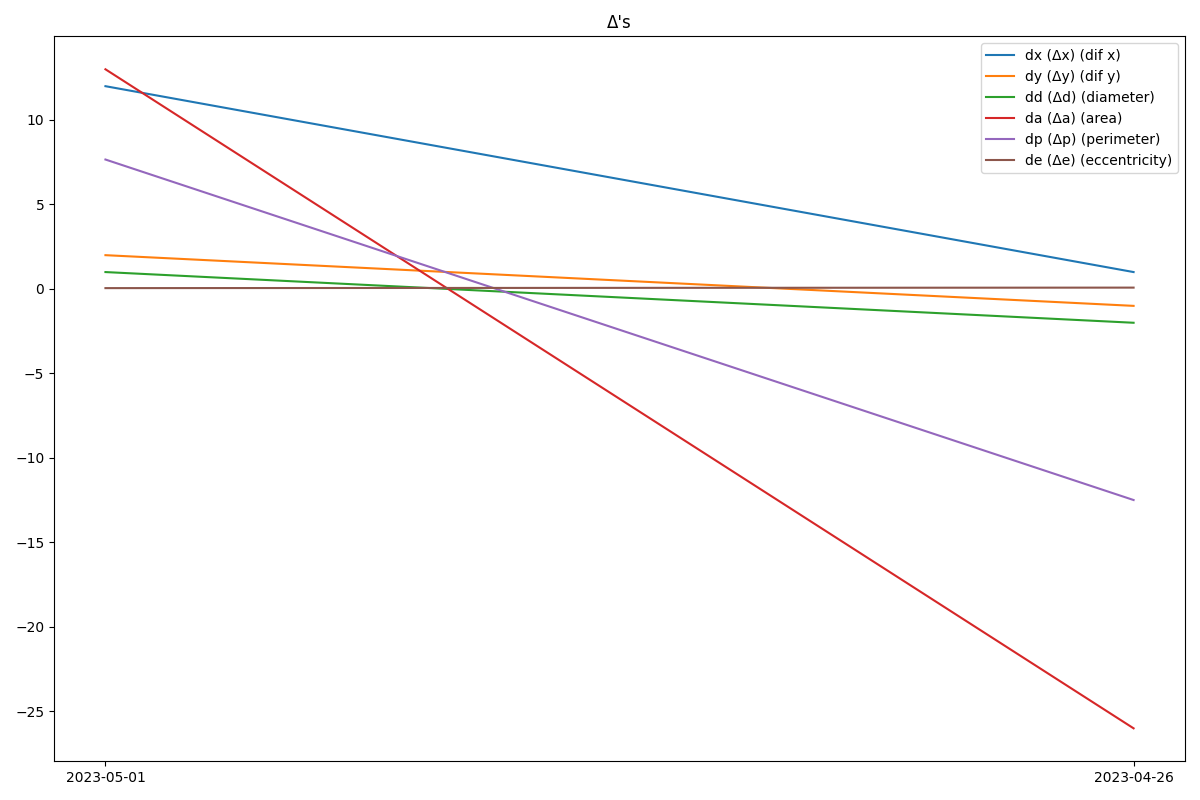 Δ's
dx (Δx) (dif x)
dy (Δy) (dif y)
dd (Δd) (diameter)
da (Δa) (area)
dp (Δp) (perimeter)
de (Δe) (eccentricity)
10
5
0
−5
−10
−15
−20
−25
2023-05-01
2023-04-26